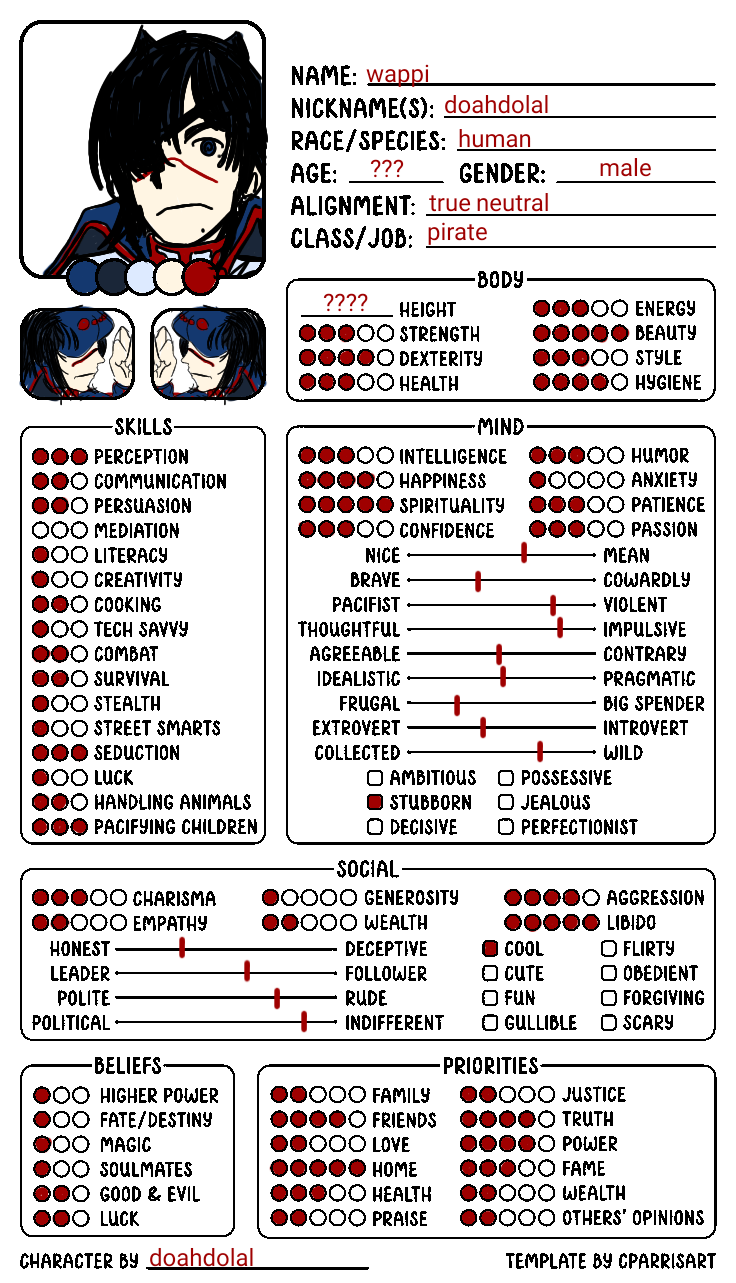 NAME: wappi
NICKNAME(S): doahdolal
RACE/SPECIES: human
AGE: ??? GENDER: male
ALIGNMENT: true neutral
CLASS/JOB: pirate
BODY
???? HEIGHT ENERGY
STRENGTH BEAUTY
DEXTERITY STYLE
HEALTH HYGIENE
SKILLS
PERCEPTION
COMMUNICATION
PERSUASION
MEDIATION
LITERACY
CREATIVITY
COOKING
TECH SAVVY
COMBAT
SURVIVAL
STEALTH
STREET SMARTS
SEDUCTION
LUCK
HANDLING ANIMALS
PACIFYING CHILDREN
MIND
INTELLIGENCE HUMOR
HAPPINESS ANXIETY
SPIRITUALITY PATIENCE
CONFIDENCE PASSION
NICE MEAN
BRAVE COWARDLY
PACIFIST VIOLENT
THOUGHTFUL IMPULSIVE
AGREEABLE CONTRARY
IDEALISTIC PRAGMATIC
FRUGAL BIG SPENDER
EXTROVERT INTROVERT
COLLECTED WILD
AMBITIOUS POSSESSIVE
STUBBORN JEALOUS
DECISIVE PERFECTIONIST
SOCIAL
CHARISMA GENEROSITY AGGRESSION
EMPATHY WEALTH LIBIDO
HONEST DECEPTIVE COOL FLIRTY
LEADER FOLLOWER CUTE OBEDIENT
POLITE RUDE FUN FORGIVING
POLITICAL INDIFFERENT GULLIBLE SCARY
BELIEFS
HIGHER POWER
FATE/DESTINY
MAGIC
SOULMATES
GOOD & EVIL
LUCK
PRIORITIES
FAMILY JUSTICE
FRIENDS TRUTH
LOVE POWER
HOME FAME
HEALTH WEALTH
PRAISE OTHERS' OPINIONS
CHARACTER BY doahdolal TEMPLATE BY CPARRISART